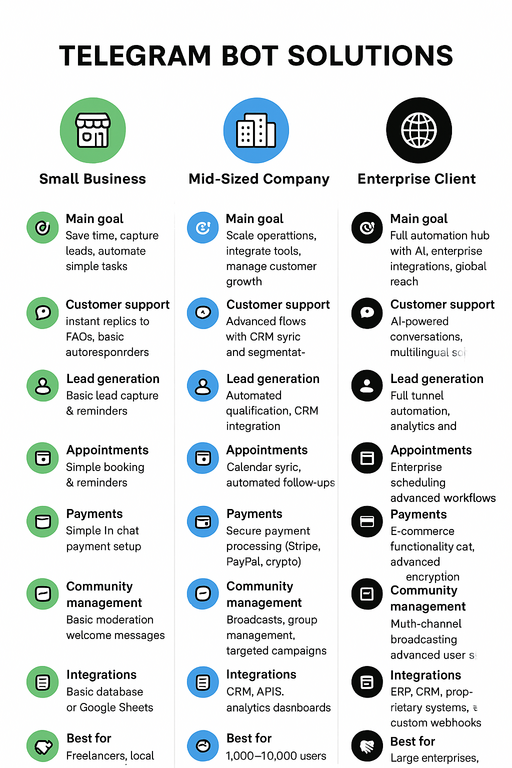 TELEGRAM BOT SOLUTIONS
Small Business
Main goal
Save time, capture
leads, automate
simple tasks
Customer support
instant replics to
FAOs, basic
autoresponrders
Lead generation
Basic lead capture
& reminders
Appointments
Simple booking
& reminders
Payments
Simple In chat
payment setup
Community
management
Basic moderation
welcome messages
Integrations
Basic database
or Google Sheets
Best for
Freelancers, local
Mid-Sized Company
Main goal
Scale operattions,
integrate tools,
manage customer
growth
Customer support
Advanced flows
with CRM syric
and segmentat-
Lead generation
Automated
qualification, CRM
integration
Appointments
Calendar syric,
automated follow-ups
Payments
Secure payment
processing (Stripe,
PayPal, crypto)
Community
management
Broadcasts, group
management,
targeted campaigns
Integrations
CRM, APIS.
analytics dasnboards
Best for
1,000–10,000 users
Enterprise Client
Main goal
Full automation hub
with AI, enterprise
integrations, global
reach
Customer support
AI-powered
conversations,
multilingual
Lead generation
Full tunnel
automation,
analytics and
Appointments
Enterprise
scheduling
advanced workflows
Payments
E-commerce
functionality cat,
advanced
encryption
Community
management
Muth-channel
broadcasting
advanced user
Integrations
ERP, CRM, prop-
rietary systems,
custom webhooks
Best for
Large enterprises,